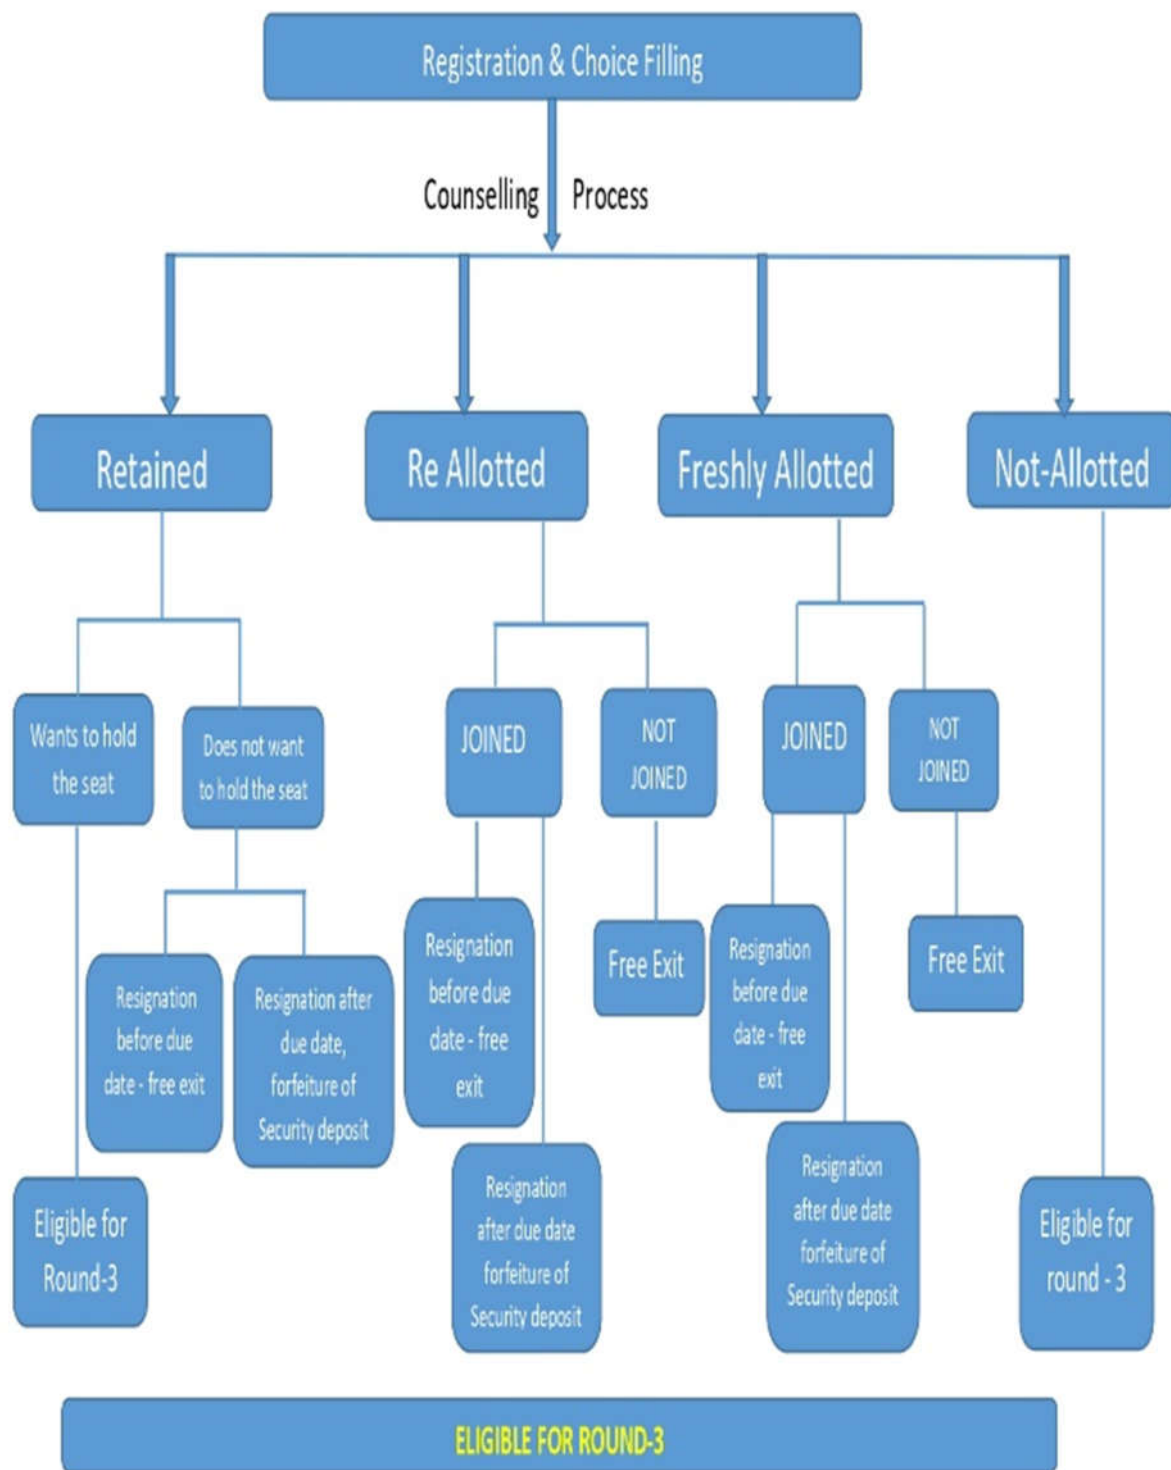 Registration & Choice Filling
Counselling Process
Retained
Re Allotted
Freshly Allotted
Not-Allotted
Wants to hold
the seat
Does not want
to hold the seat
JOINED
NOT
JOINED
JOINED
NOT
JOINED
Resignation
before due
date - free exit
Resignation after
due date,
forfeiture of
Security deposit
Resignation
before due
date - free
exit
Free Exit
Resignation
before due
date - free
exit
Free Exit
Eligible for
Round-3
Resignation
after due date
forfeiture of
Security deposit
Resignation
after due date
forfeiture of
Security deposit
Eligible for
round - 3
ELIGIBLE FOR ROUND-3